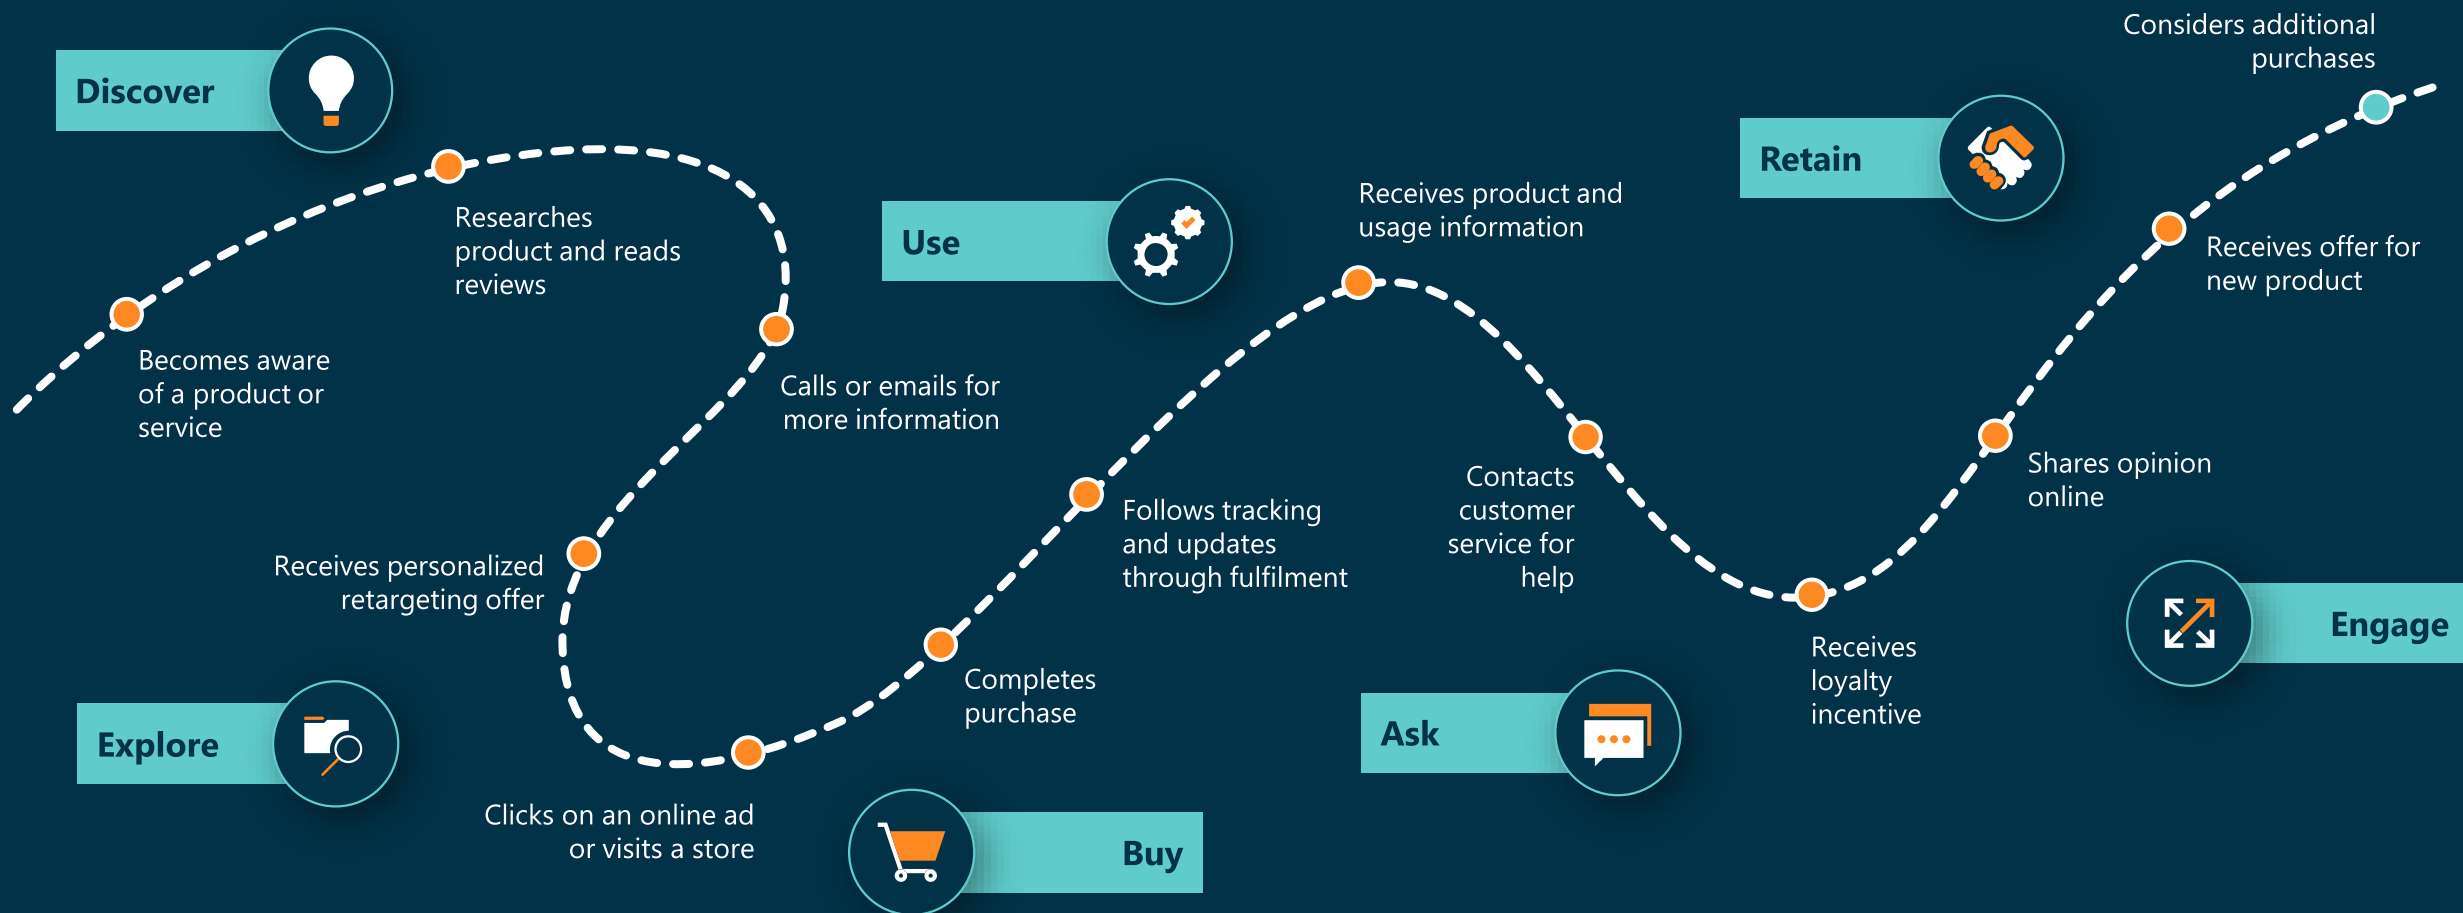 Discover
Becomes aware
of a product or
service
Researches
product and reads
reviews
Calls or emails for
more information
Receives personalized
retargeting offer
Explore
Clicks on an online ad
or visits a store
Buy
Completes
purchase
Follows tracking
and updates
through fulfilment
Use
Receives product and
usage information
Contacts
customer
service for
help
Ask
Receives
loyalty
incentive
Shares opinion
online
Engage
Retain
Receives offer for
new product
Considers additional
purchases